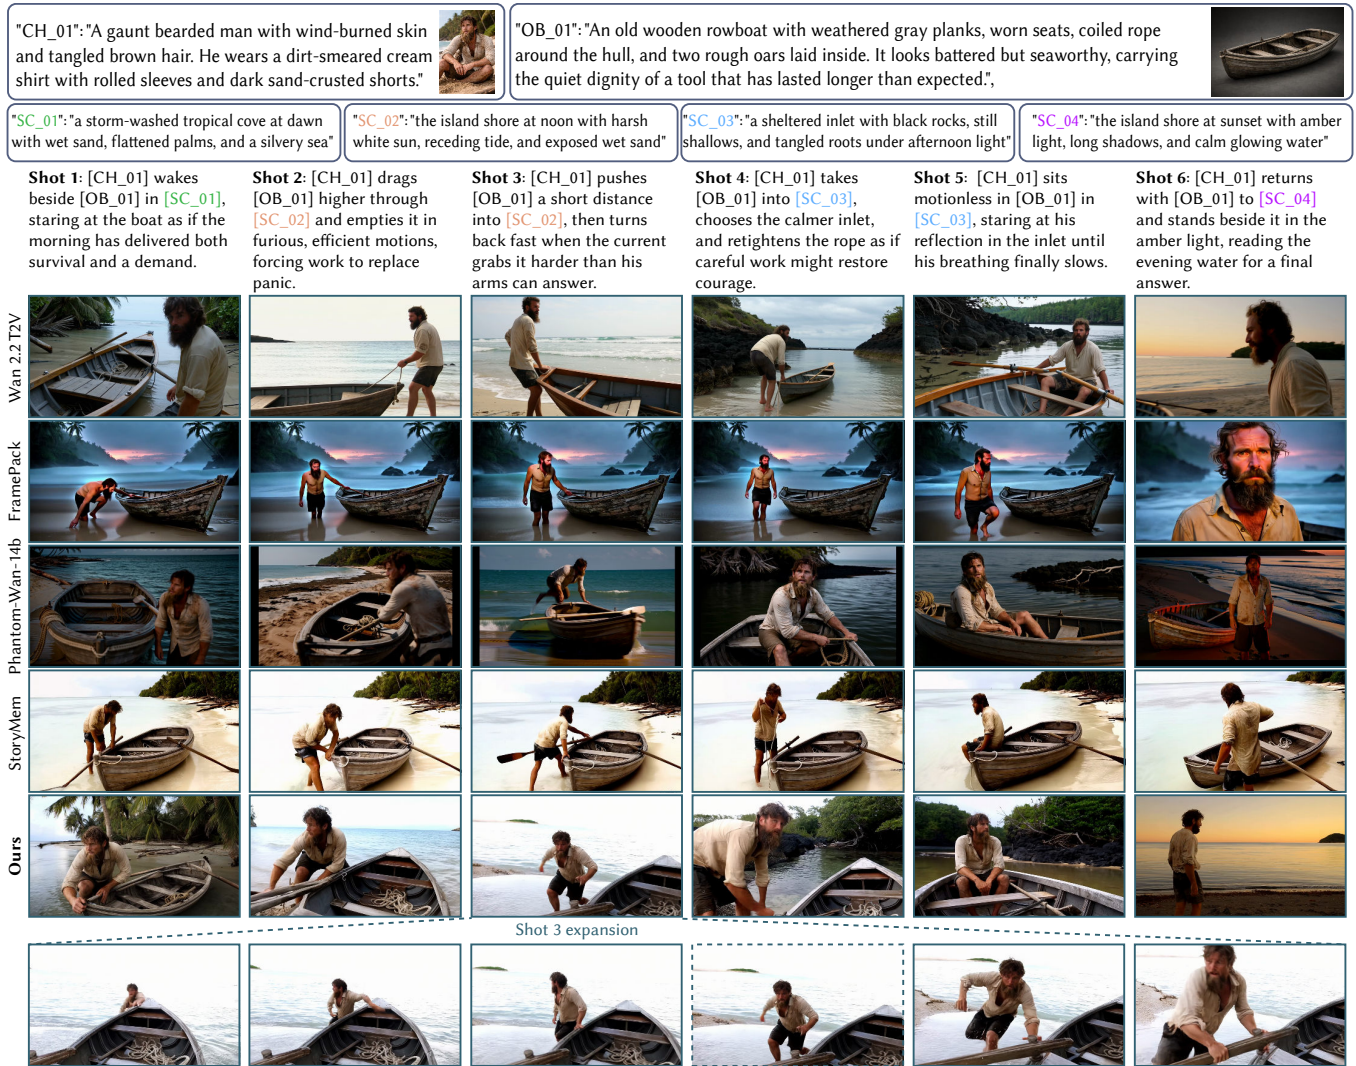 "CH_01":"A gaunt bearded man with wind-burned skin
and tangled brown hair. He wears a dirt-smeared cream
shirt with rolled sleeves and dark sand-crusted shorts."
"OB_01":"An old wooden rowboat with weathered gray planks, worn seats, coiled rope
around the hull, and two rough oars laid inside. It looks battered but seaworthy, carrying
the quiet dignity of a tool that has lasted longer than expected.",
"SC_01":"a storm-washed tropical cove at dawn
with wet sand, flattened palms, and a silvery sea"
"SC_02":"the island shore at noon with harsh
white sun, receding tide, and exposed wet sand"
"SC_03":"a sheltered inlet with black rocks, still
shallows, and tangled roots under afternoon light"
"SC_04":"the island shore at sunset with amber
light, long shadows, and calm glowing water"
Shot 1: [CH_01] wakes
beside [OB_01] in [SC_01],
staring at the boat as if the
morning has delivered both
survival and a demand.
Shot 2: [CH_01] drags
[OB_01] higher through
[SC_02] and empties it in
furious, efficient motions,
forcing work to replace
panic.
Shot 3: [CH_01] pushes
[OB_01] a short distance
into [SC_02], then turns
back fast when the current
grabs it harder than his
arms can answer.
Shot 4: [CH_01] takes
[OB_01] into [SC_03],
chooses the calmer inlet,
and retightens the rope as if
careful work might restore
courage.
Shot 5: [CH_01] sits
motionless in [OB_01] in
[SC_03], staring at his
reflection in the inlet until
his breathing finally slows.
Shot 6: [CH_01] returns
with [OB_01] to [SC_04]
and stands beside it in the
amber light, reading the
evening water for a final
answer.
Wan 2.2 T2V
FramePack
Phantom-Wan-14b
StoryMem
Ours
Shot 3 expansion